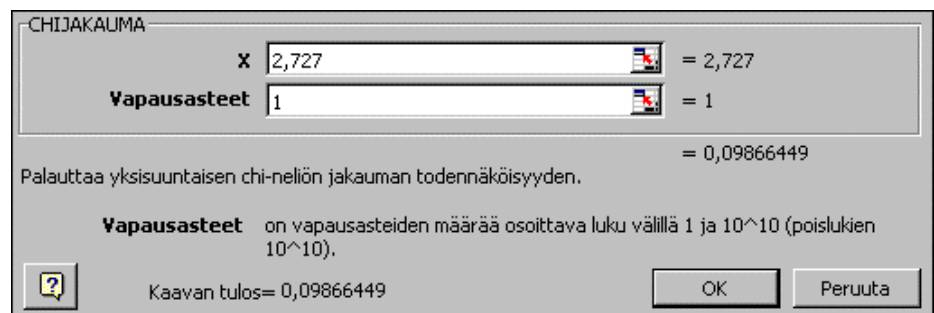 CHIJAKAUMA
X 2,727 = 2,727
Vapausasteet 1 = 1
= 0,09866449
Palauttaa yksisuuntaisen chi-neliön jakauman todennäköisyyden.
Vapausasteet on vapausasteiden määrää osoittava luku välillä 1 ja 10^10 (poislukien
10^10).
Kaavan tulos= 0,09866449 OK Peruuta